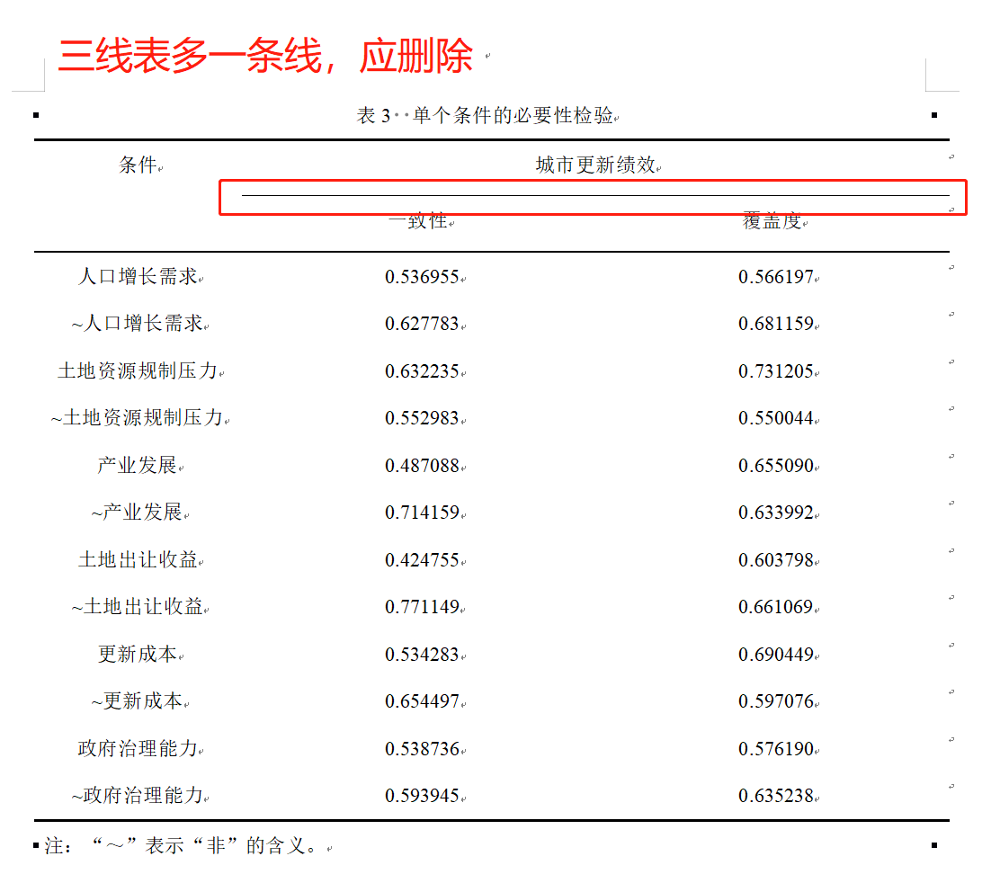 三线表多一条线，应删除
表 3 单个条件的必要性检验
条件 城市更新绩效
一致性 覆盖度
人口增长需求 0.536955 0.566197
~人口增长需求 0.627783 0.681159
土地资源规制压力 0.632235 0.731205
~土地资源规制压力 0.552983 0.550044
产业发展 0.487088 0.655090
~产业发展 0.714159 0.633992
土地出让收益 0.424755 0.603798
~土地出让收益 0.771149 0.661069
更新成本 0.534283 0.690449
~更新成本 0.654497 0.597076
政府治理能力 0.538736 0.576190
~政府治理能力 0.593945 0.635238
注：“～”表示“非”的含义。